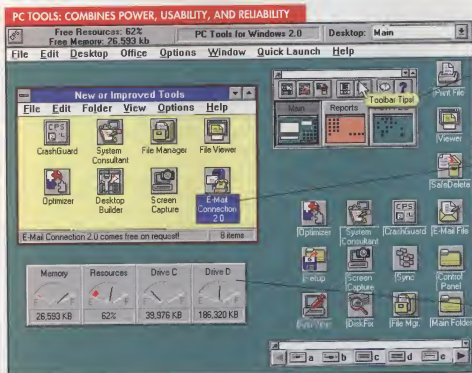 PC TOOLS: COMBINES POWER, USABILITY, AND RELIABILITY
Free Resources: 62%
Free Memory: 26,593 kb
PC Tools for Windows 2.0
Desktop: Main
File Edit Desktop Office Options Window Quick Launch Help
New or Improved Tools
File Edit Folder View Options Help
CPS
CrashGuard
System Consultant
File Manager
File Viewer
Optimizer
Desktop Builder
Screen Capture
E-Mail Connection 2.0
E-Mail Connection 2.0 comes free on request!
8 items
Toolbar Tips!
Main
Reports
Print File
Viewer
SafeDelete
Optimizer
System Consultant
CPS
CrashGuard
E-Mail File
Screen Capture
Sync
Control Panel
DiskFix
File Mgr.
Main Folder
Memory
Resources
Drive C
Drive D
E F
E F
E F
E F
26,593 KB
62%
39,976 KB
186,320 KB
a b c d e